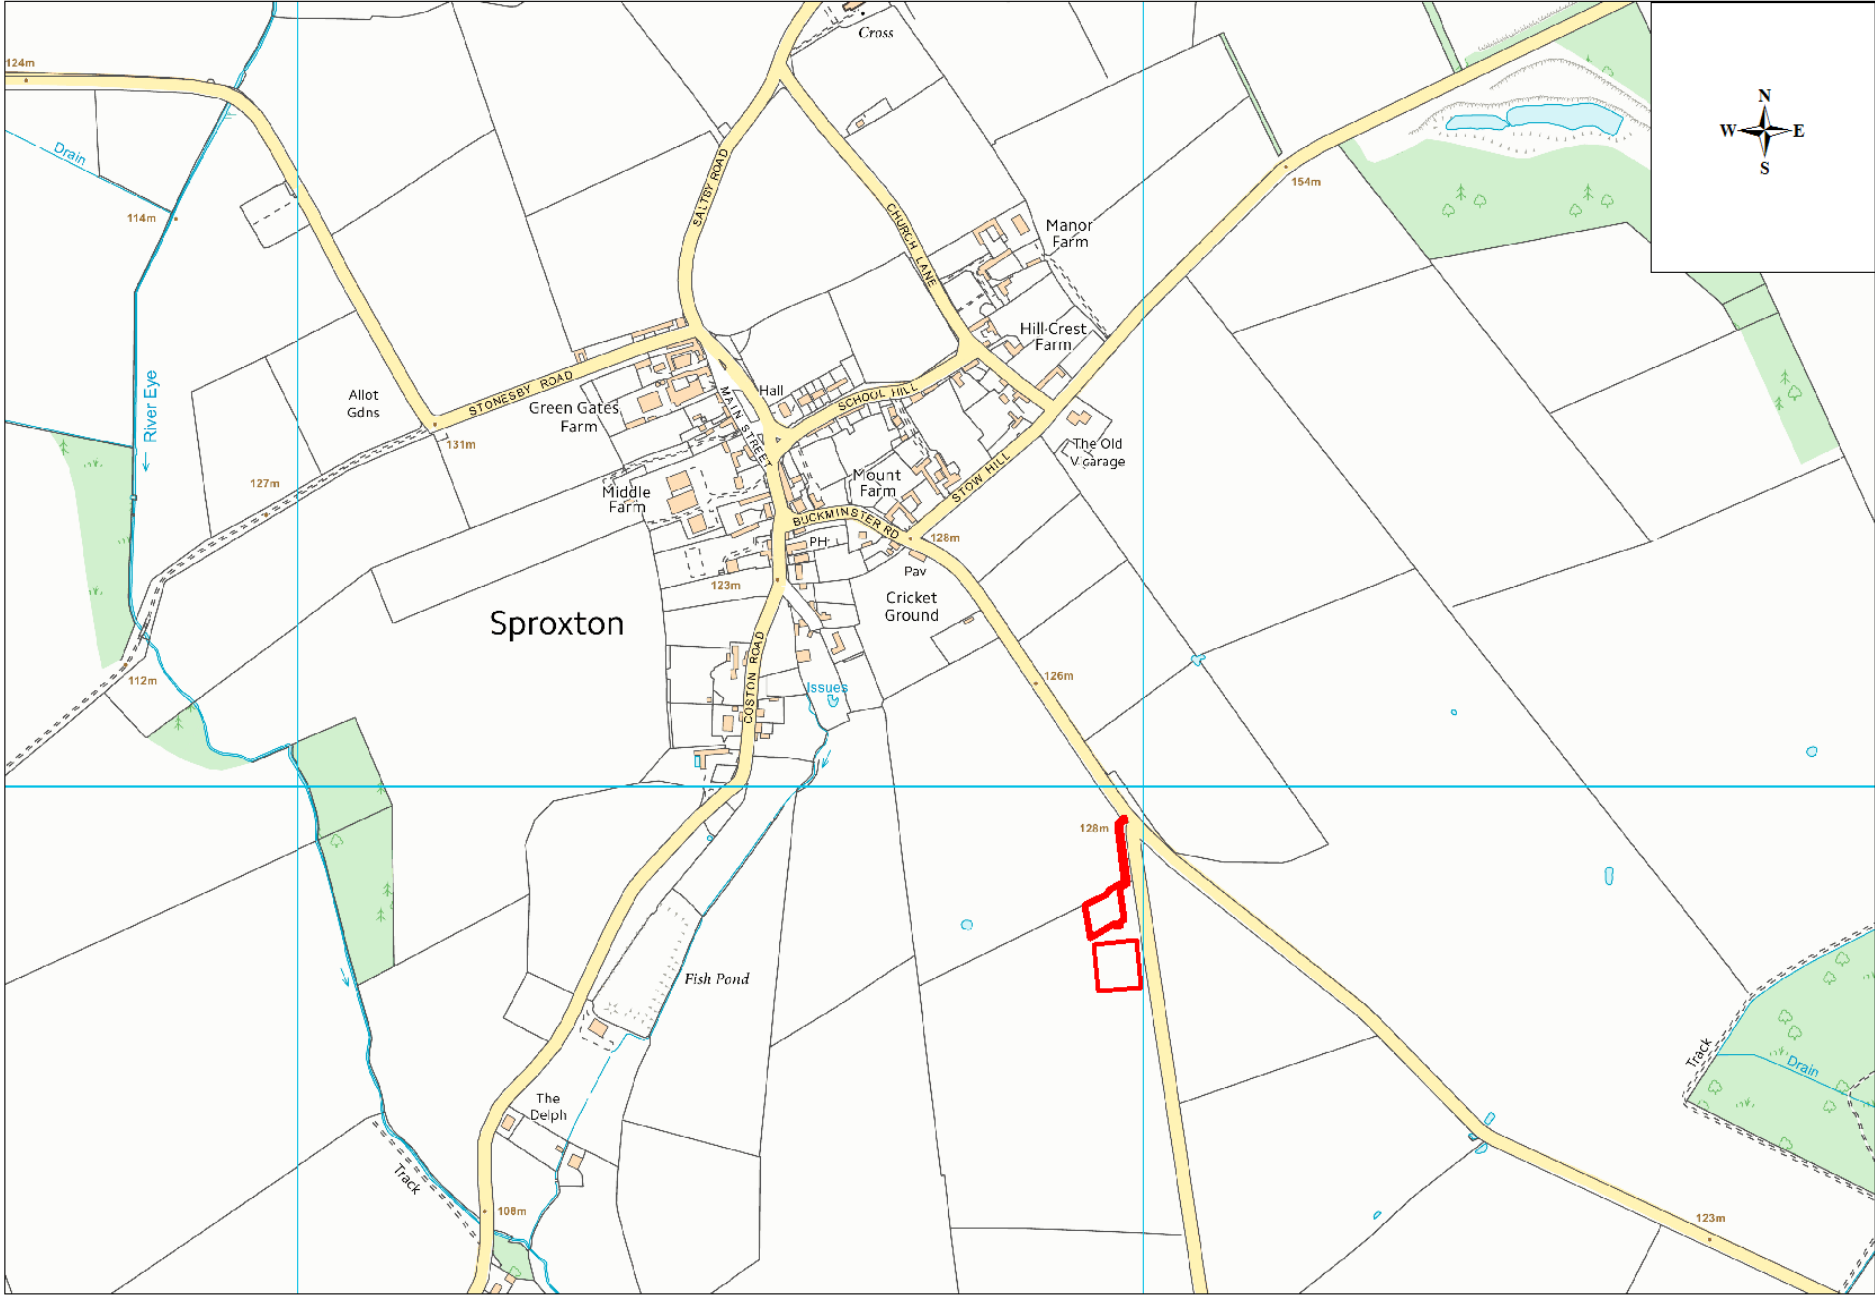 Cross
124m
N
W E
S
Drain
SALTBY ROAD
154m
114m
CHURCH LANE
Manor
Farm
Hill Crest
Farm
River Eye
Allot
Gdns
STONESBY ROAD
Green Gates
Farm
MAIN STREET
Hall
SCHOOL HILL
131m
The Old
Vicarage
127m
Middle
Farm
Mount
Farm
STOW HILL
BUCKMINSTER RD
PH
128m
123m
Pav
Cricket
Ground
Sproxton
COSTON ROAD
112m
Issues
126m
128m
Fish Pond
Track
Drain
The
Delph
Track
108m
123m